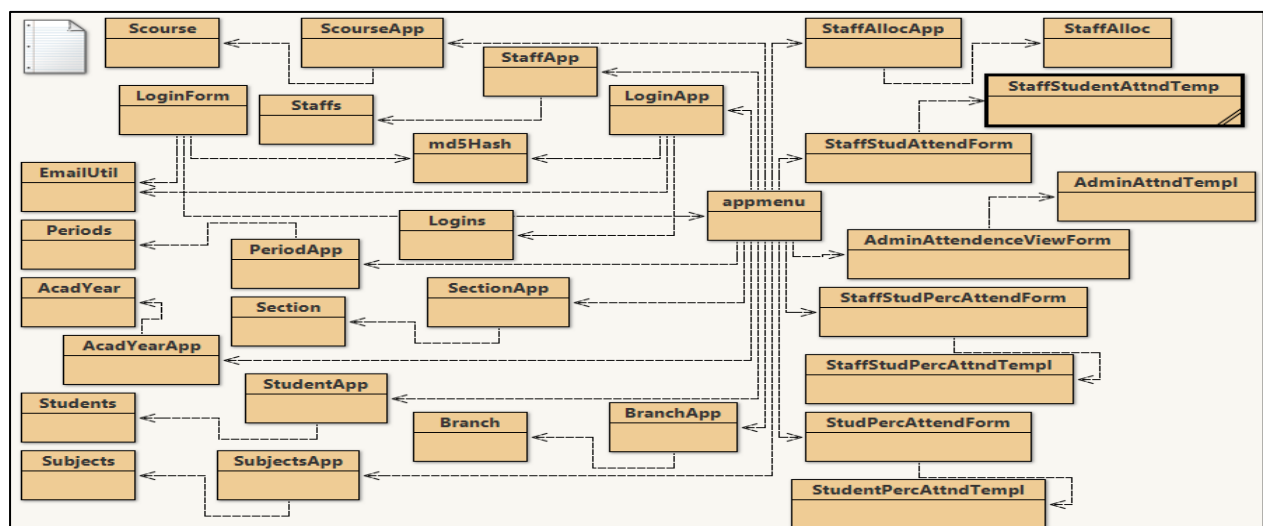 Scourse
ScourseApp
StaffAllocApp
StaffAlloc
StaffApp
StaffStudentAttndTemp
LoginForm
Staffs
LoginApp
md5Hash
StaffStudAttendForm
EmailUtil
AdminAttndTempl
appmenu
Logins
Periods
PeriodApp
AdminAttendenceViewForm
AcadYear
SectionApp
Section
StaffStudPercAttendForm
AcadYearApp
StaffStudPercAttndTempl
StudentApp
Students
Branch
BranchApp
StudPercAttendForm
Subjects
SubjectsApp
StudentPercAttndTempl